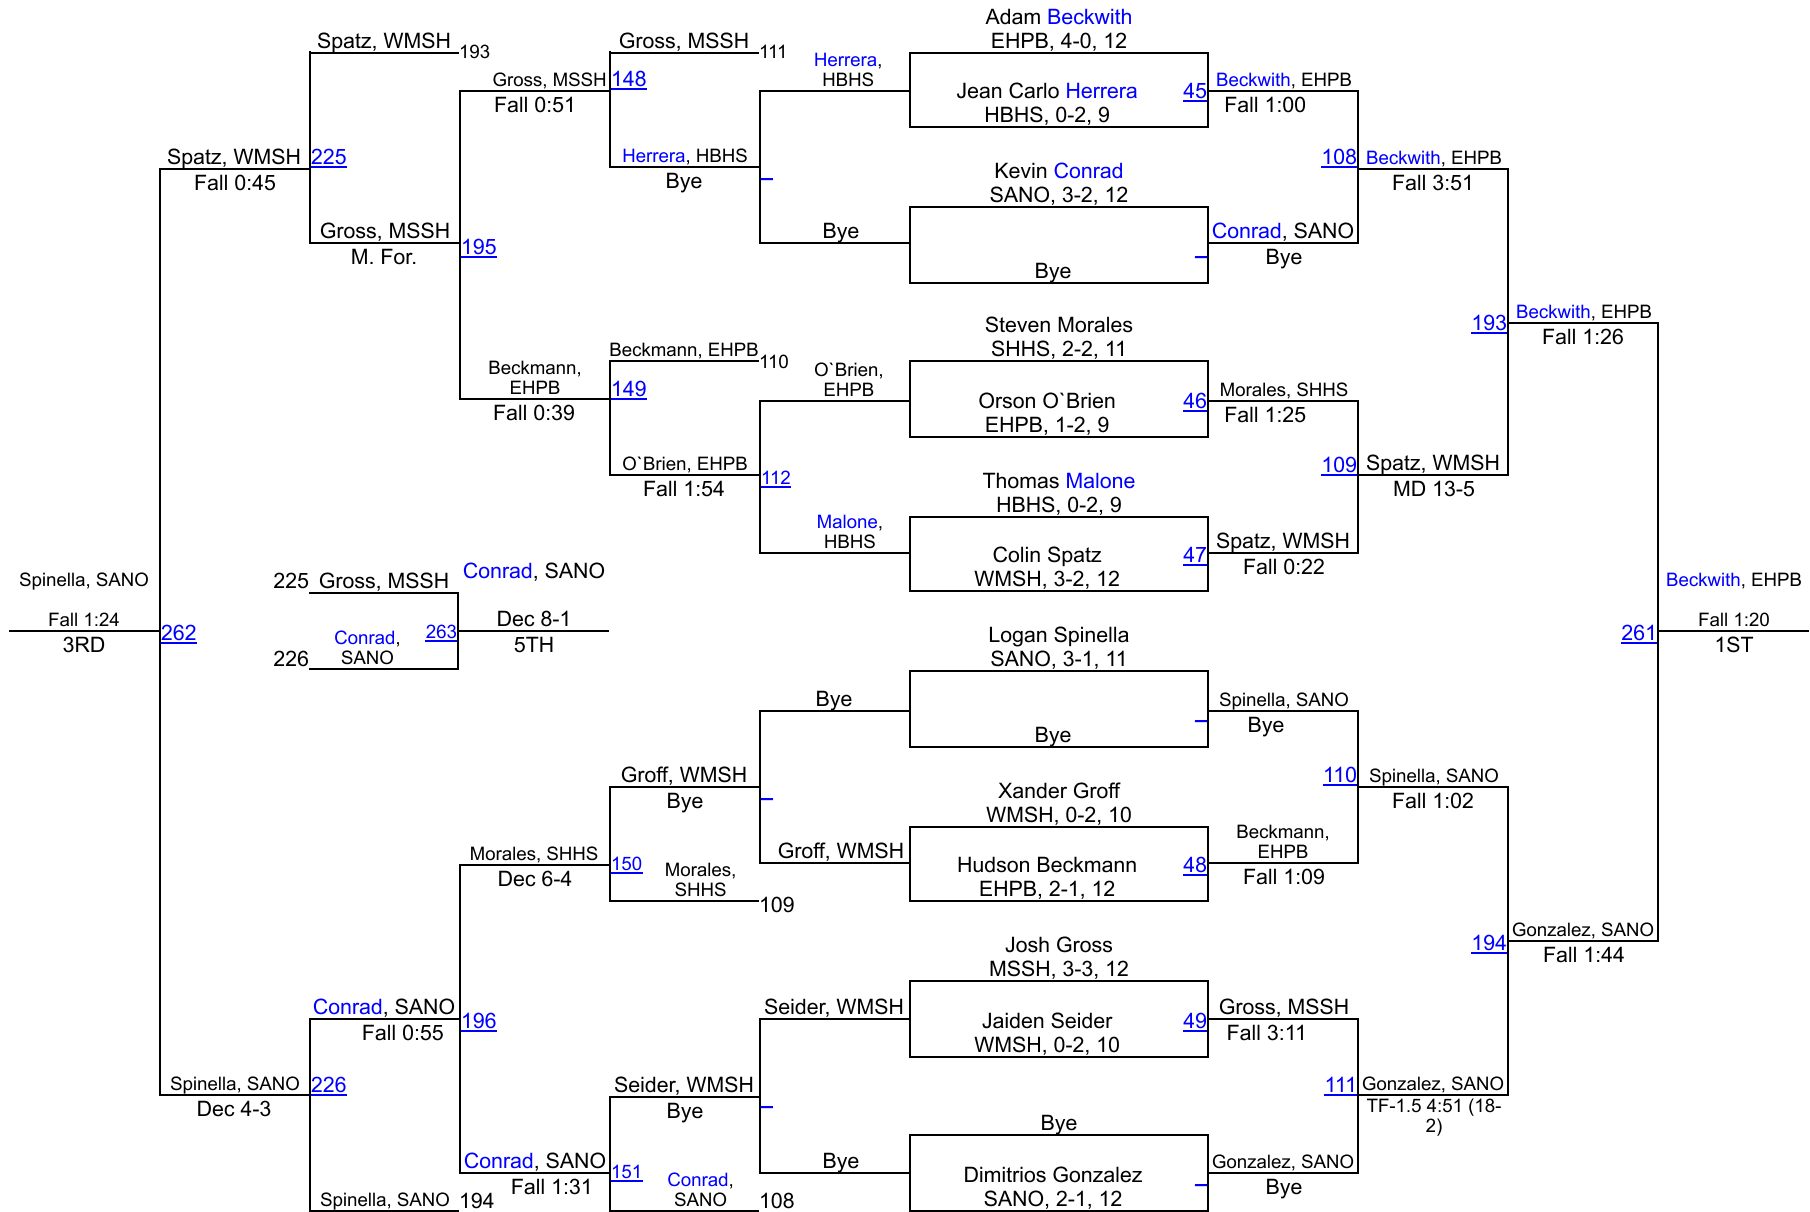 Adam Beckwith
EHPB, 4-0, 12
Spatz, WMSH
193
Gross, MSSH
111
Herrera,
HBHS
Gross, MSSH
148
Fall 0:51
Jean Carlo Herrera
HBHS, 0-2, 9
45
Beckwith, EHPB
Fall 1:00
Spatz, WMSH
225
Fall 0:45
Herrera, HBHS
Bye
Kevin Conrad
SANO, 3-2, 12
108
Beckwith, EHPB
Fall 3:51
Gross, MSSH
M. For.
195
Bye
Bye
Conrad, SANO
Bye
Steven Morales
SHHS, 2-2, 11
193
Beckwith, EHPB
Fall 1:26
Beckmann, EHPB
110
Beckmann,
EHPB
149
Fall 0:39
O`Brien,
EHPB
Orson O`Brien
EHPB, 1-2, 9
46
Morales, SHHS
Fall 1:25
O`Brien, EHPB
Fall 1:54
112
Thomas Malone
HBHS, 0-2, 9
109
Spatz, WMSH
MD 13-5
Malone,
HBHS
Colin Spatz
WMSH, 3-2, 12
47
Spatz, WMSH
Fall 0:22
Spinella, SANO
Fall 1:24
3RD
262
225
Gross, MSSH
Conrad, SANO
226
Conrad,
SANO
263
Dec 8-1
5TH
Beckwith, EHPB
261
Fall 1:20
1ST
Logan Spinella
SANO, 3-1, 11
Bye
Bye
Spinella, SANO
Bye
Groff, WMSH
Bye
Xander Groff
WMSH, 0-2, 10
110
Spinella, SANO
Fall 1:02
Morales, SHHS
Dec 6-4
150
Morales,
SHHS
109
Groff, WMSH
Hudson Beckmann
EHPB, 2-1, 12
48
Beckmann,
EHPB
Fall 1:09
Josh Gross
MSSH, 3-3, 12
194
Gonzalez, SANO
Fall 1:44
Conrad, SANO
Fall 0:55
196
Seider, WMSH
Jaiden Seider
WMSH, 0-2, 10
49
Gross, MSSH
Fall 3:11
Spinella, SANO
226
Dec 4-3
Seider, WMSH
Bye
111
Gonzalez, SANO
TF-1.5 4:51 (18-
2)
Bye
Conrad, SANO
Fall 1:31
151
Conrad,
SANO
108
Bye
Dimitrios Gonzalez
SANO, 2-1, 12
Gonzalez, SANO
Bye
Spinella, SANO
194